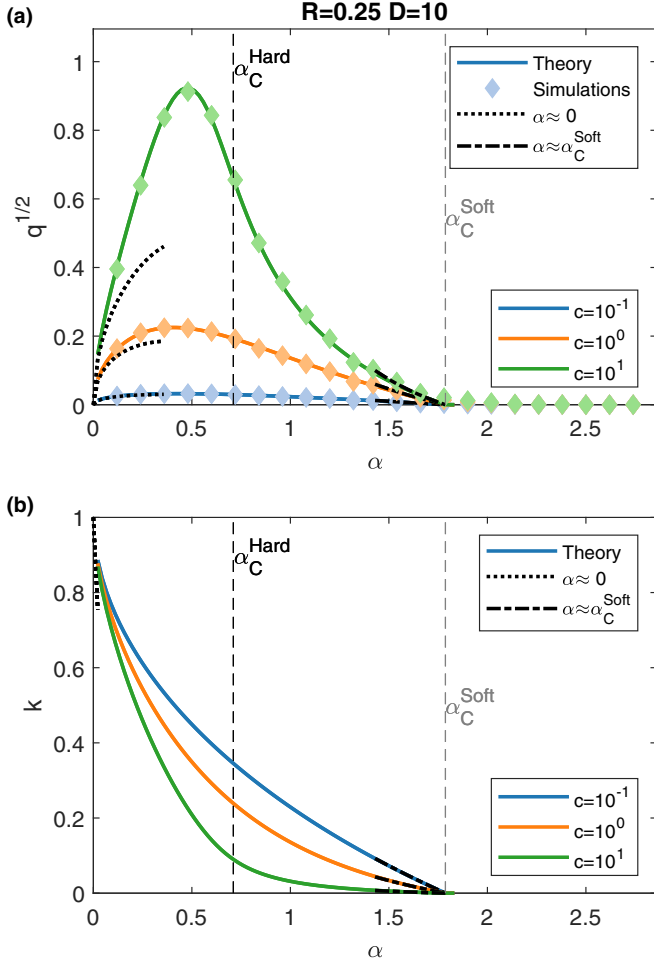 R=0.25 D=10
(a)
α_C^Hard
Theory
Simulations
α≈ 0
α≈α_C^Soft
α_C^Soft
c=10^-1
c=10^0
c=10^1
q^1/2
1
0.8
0.6
0.4
0.2
0
0 0.5 1 1.5 2 2.5
α
(b)
α_C^Hard
Theory
α≈ 0
α≈α_C^Soft
α_C^Soft
c=10^-1
c=10^0
c=10^1
k
1
0.8
0.6
0.4
0.2
0
0 0.5 1 1.5 2 2.5
α